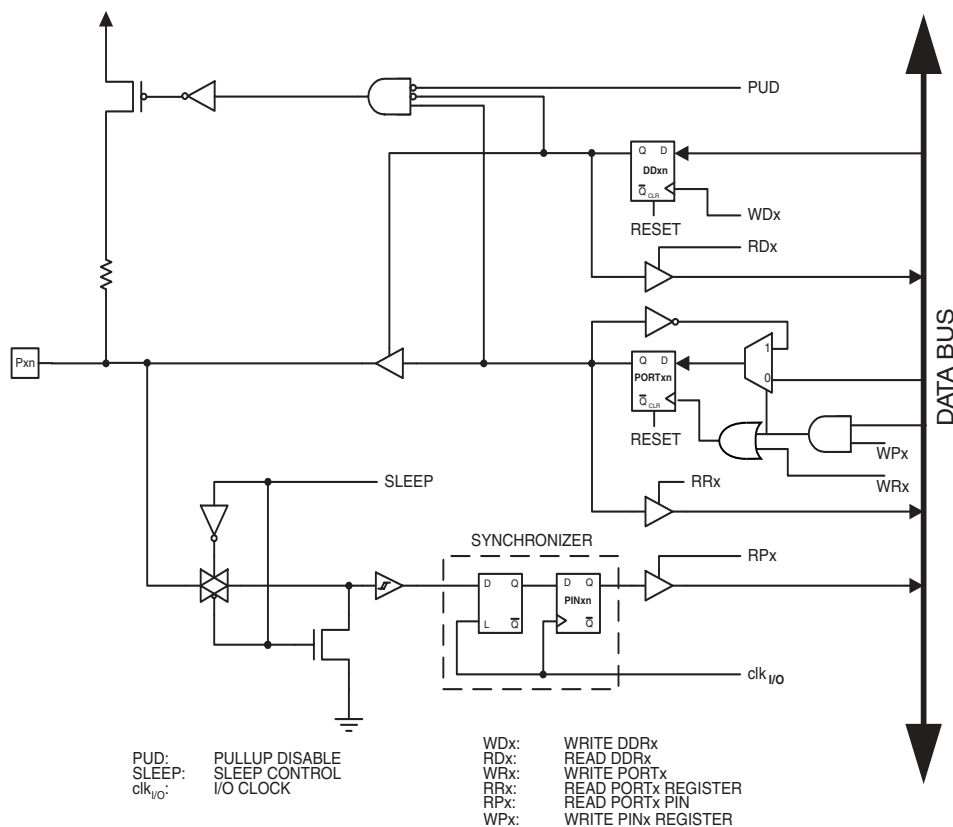 PUD
Q D
DDxn
Q CLR
WDx
RESET
RDx
Pxn
1
Q D
PORTxn
0
Q CLR
RESET
WPx
WRx
RRx
SLEEP
SYNCHRONIZER
RPx
D Q
D Q
PINxn
L Q
Q
clk I/O
DATA BUS
PUD: PULLUP DISABLE
SLEEP: SLEEP CONTROL
clkI/O: I/O CLOCK
WDx: WRITE DDRx
RDx: READ DDRx
WRx: WRITE PORTx
RRx: READ PORTx REGISTER
RPx: READ PORTx PIN
WPx: WRITE PINx REGISTER